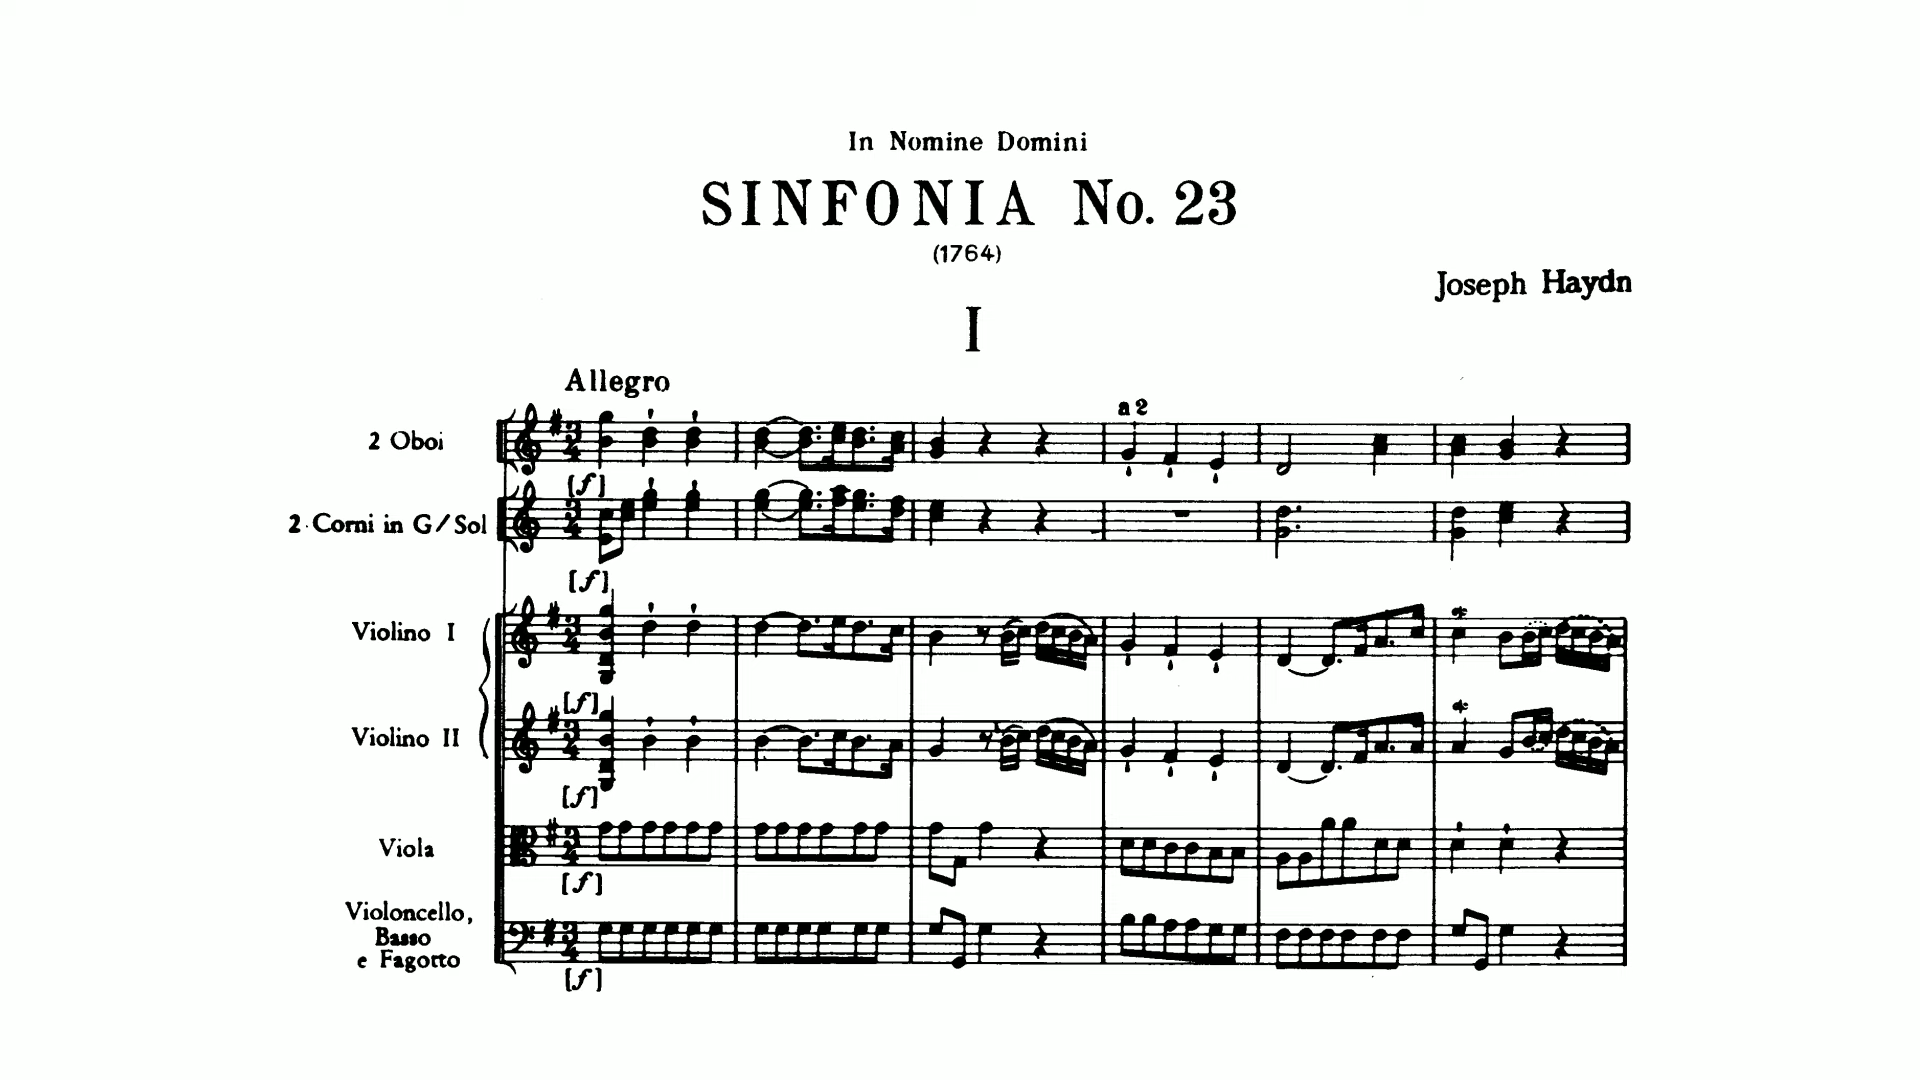 In Nomine Domini
SINFONIA No. 23
(1764)
Joseph Haydn
I
Allegro
a 2
2 Oboi
[f]
2 Corni in G/Sol
[f]
Violino I
[f]
Violino II
[f]
Viola
[f]
Violoncello,
Basso
e Fagotto
[f]